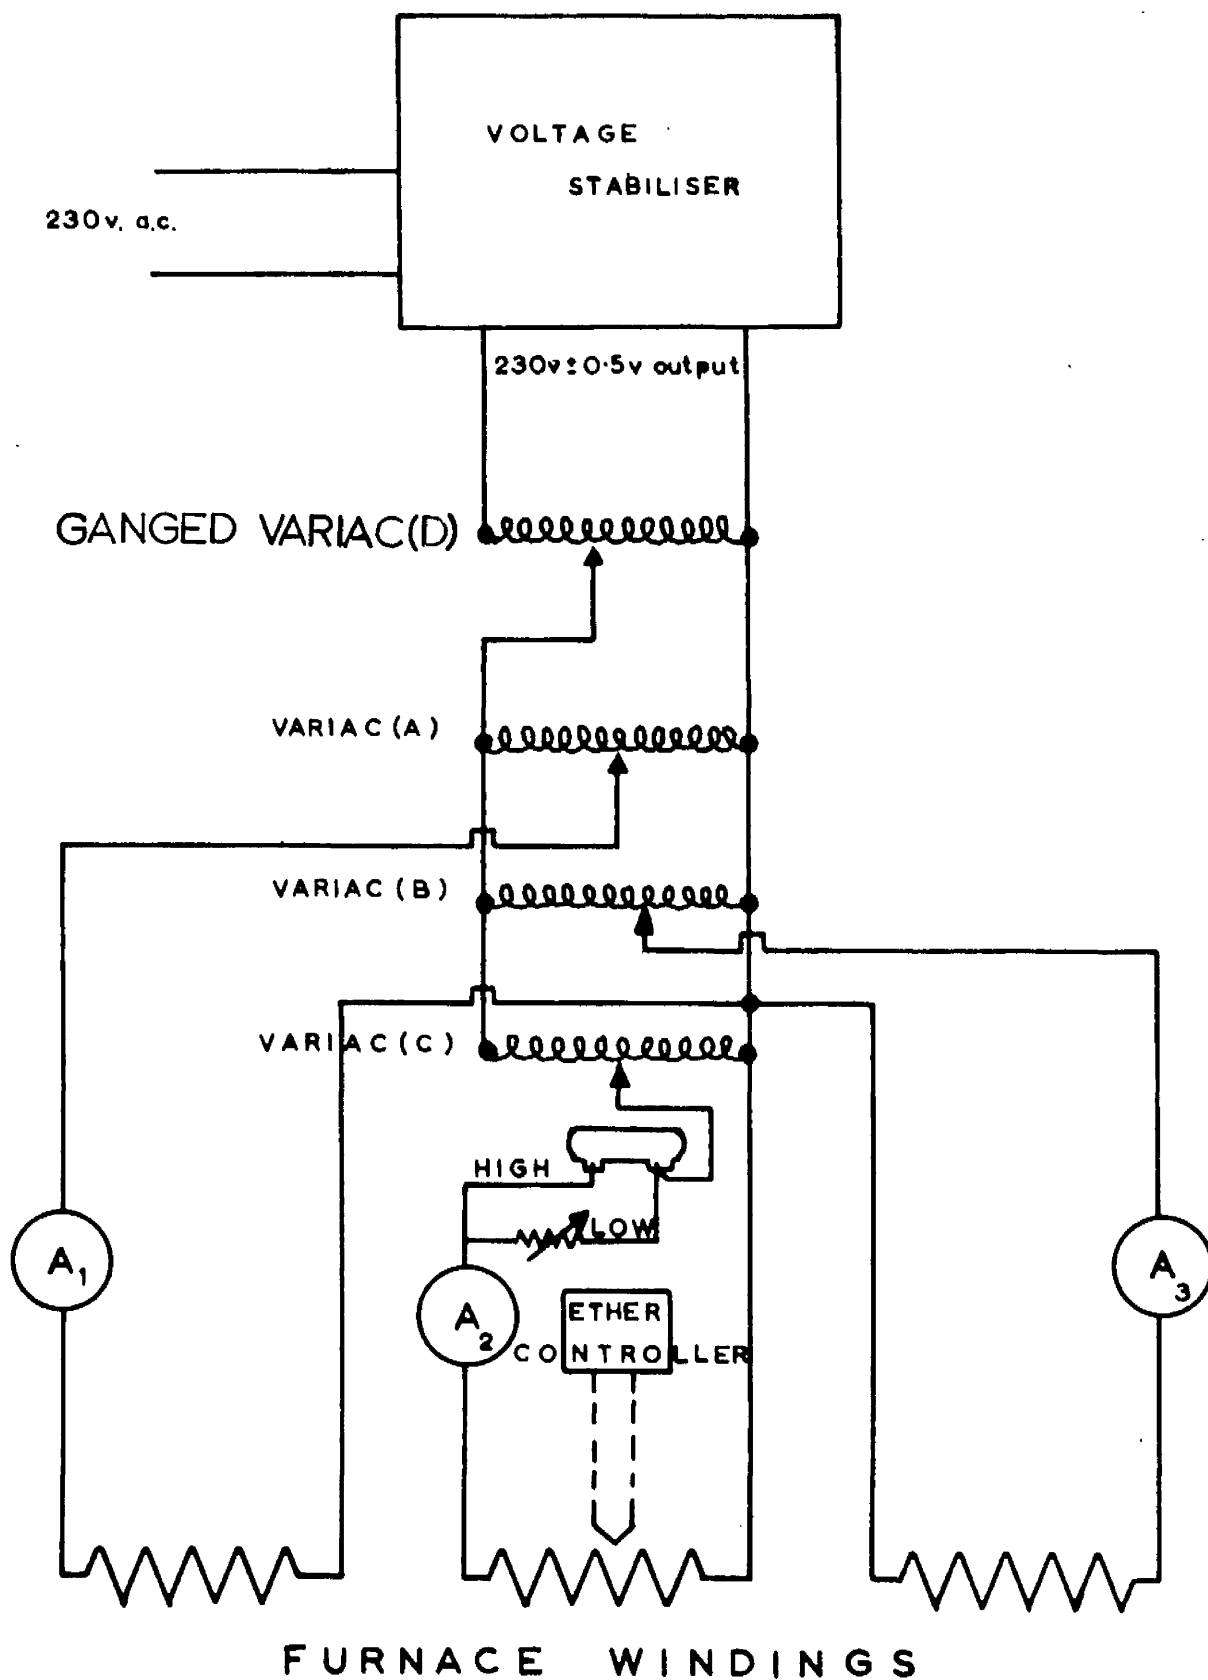 VOLTAGE
STABILISER
230v. a.c.
230v±0·5v output
GANGED VARIAC(D)
VARIAC(A)
VARIAC(B)
VARIAC(C)
HIGH
LOW
A1
A2
A3
ETHER
CONTROLLER
FURNACE WINDINGS